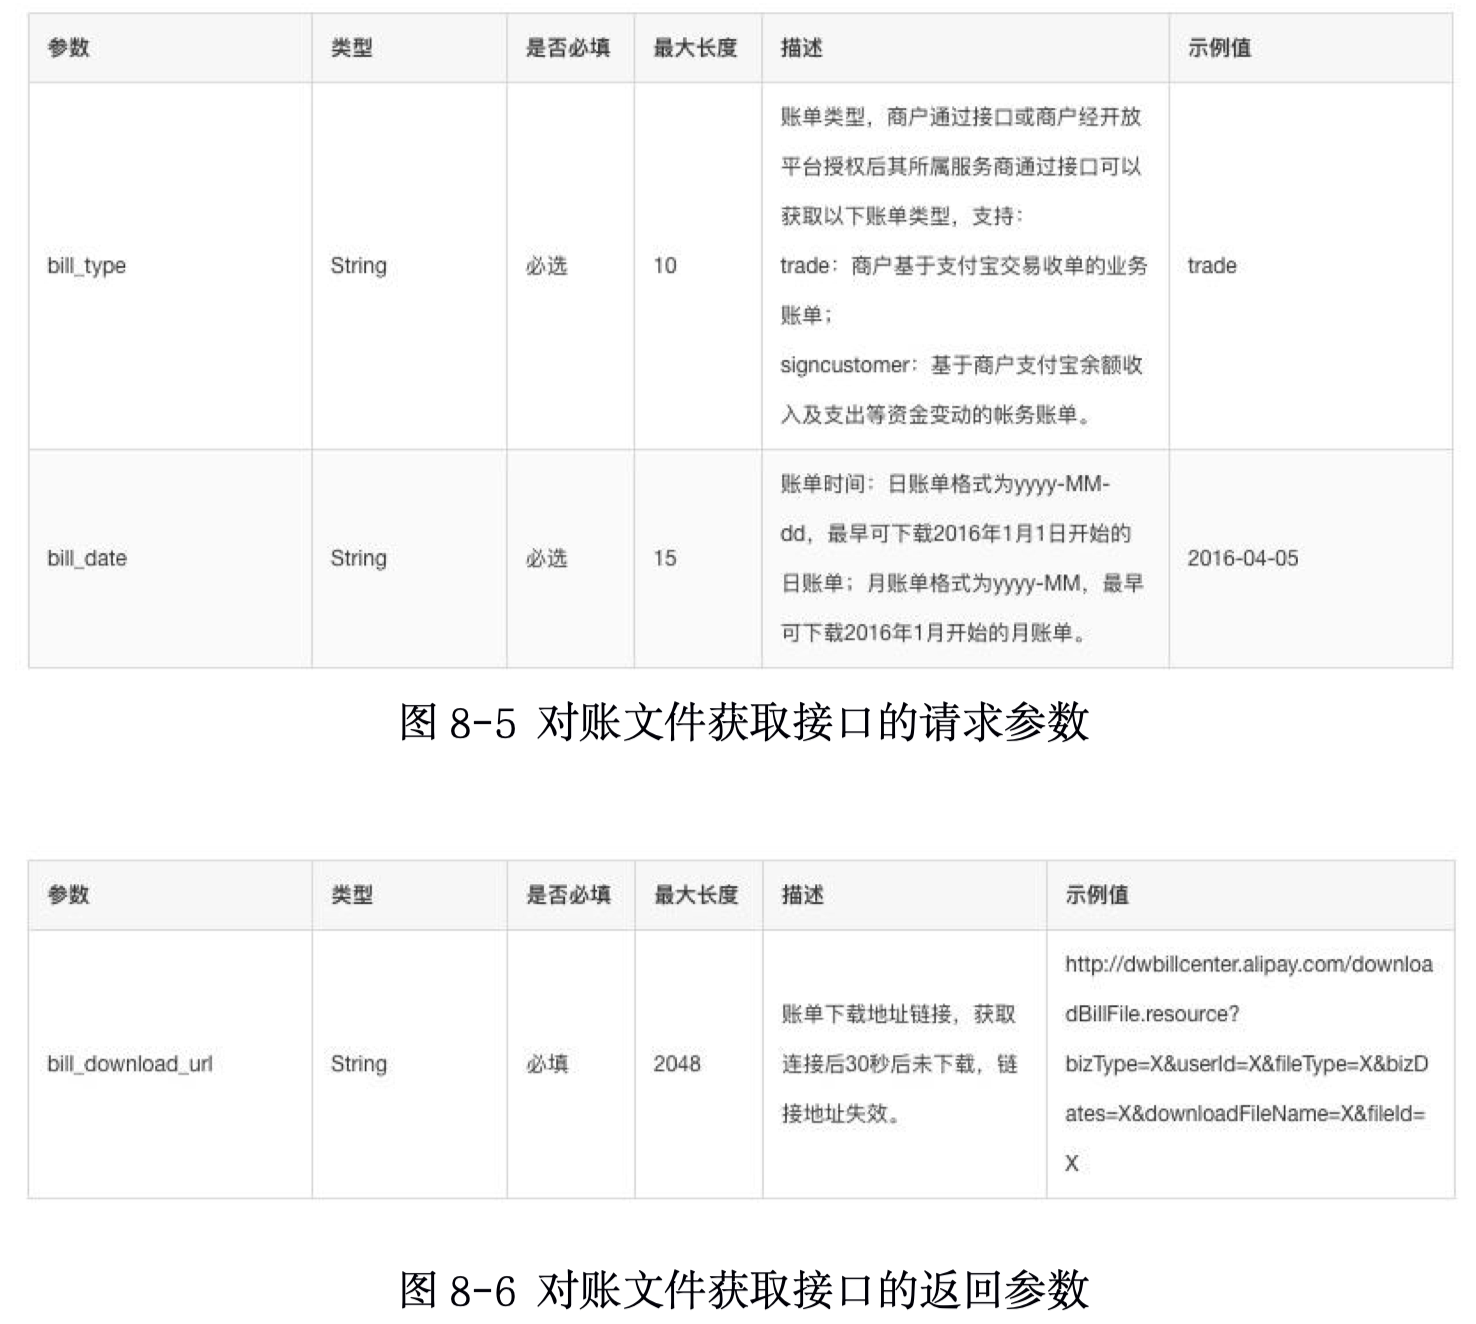 参数 类型 是否必填 最大长度 描述 示例值
账单类型，商户通过接口或商户经开放
平台授权后其所属服务商通过接口可以
获取以下账单类型，支持：
bill_type String 必选 10 trade：商户基于支付宝交易收单的业务 trade
账单；
signcustomer：基于商户支付宝余额收
入及支出等资金变动的帐务账单。
账单时间：日账单格式为yyyy-MM-
dd，最早可下载2016年1月1日开始的
bill_date String 必选 15 2016-04-05
日账单；月账单格式为yyyy-MM，最早
可下载2016年1月开始的月账单。
图 8-5 对账文件获取接口的请求参数
参数 类型 是否必填 最大长度 描述 示例值
http://dwbillcenter.alipay.com/downloa
账单下载地址链接，获取 dBillFile.resource?
bill_download_url String 必填 2048 连接后30秒后未下载，链 bizType=X&userId=X&fileType=X&bizD
接地址失效。 ates=X&downloadFileName=X&fileId=
X
图 8-6 对账文件获取接口的返回参数